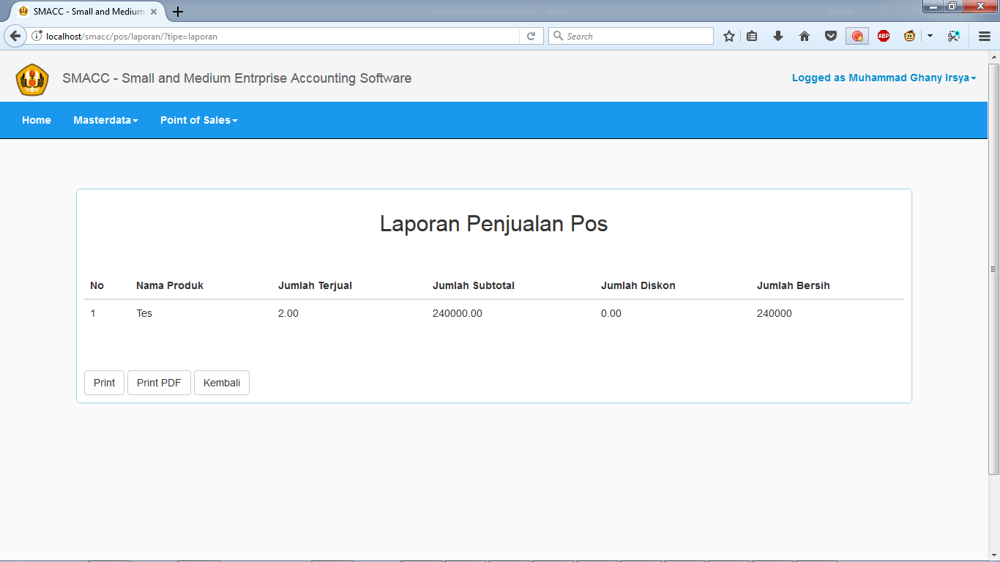 SMACC - Small and Medium
localhost/smacc/pos/laporan/?tipe=laporan
Search
ABP
SMACC - Small and Medium Entrprise Accounting Software
Logged as Muhammad Ghany Irsya
Home Masterdata Point of Sales
Laporan Penjualan Pos
No Nama Produk Jumlah Terjual Jumlah Subtotal Jumlah Diskon Jumlah Bersih
1 Tes 2.00 240000.00 0.00 240000
Print Print PDF Kembali